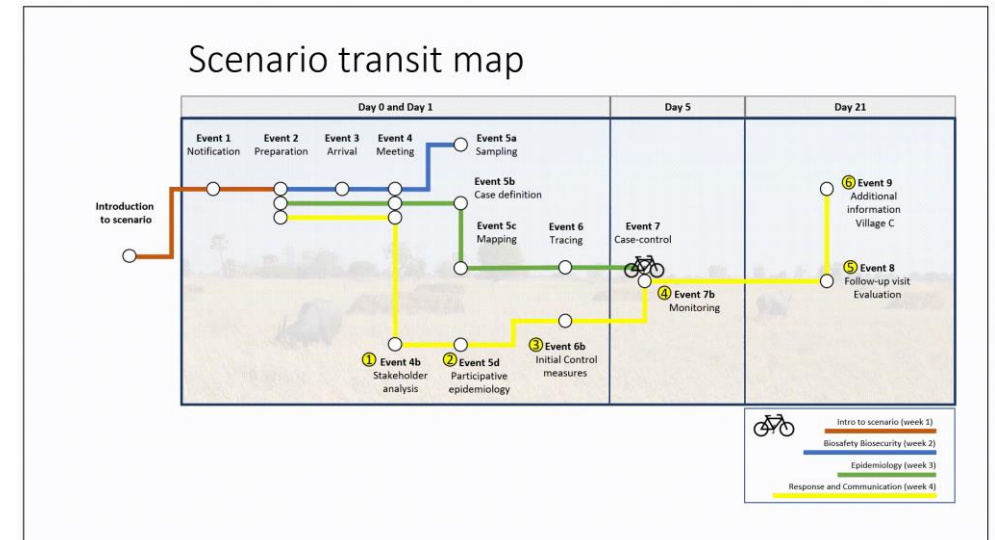 Scenario transit map
Day 0 and Day 1
Day 5
Day 21
Event 1
Notification
Event 2
Preparation
Event 3
Arrival
Event 4
Meeting
Event 5a
Sampling
Event 5b
Case definition
Introduction
to scenario
Event 5c
Mapping
Event 6
Tracing
Event 7
Case-control
6 Event 9
Additional
information
Village C
5 Event 8
Follow-up visit
Evaluation
4 Event 7b
Monitoring
1 Event 4b
Stakeholder
analysis
2 Event 5d
Participative
epidemiology
3 Event 6b
Initial Control
measures
Intro to scenario (week 1)
Biosafety Biosecurity (week 2)
Epidemiology (week 3)
Response and Communication (week 4)